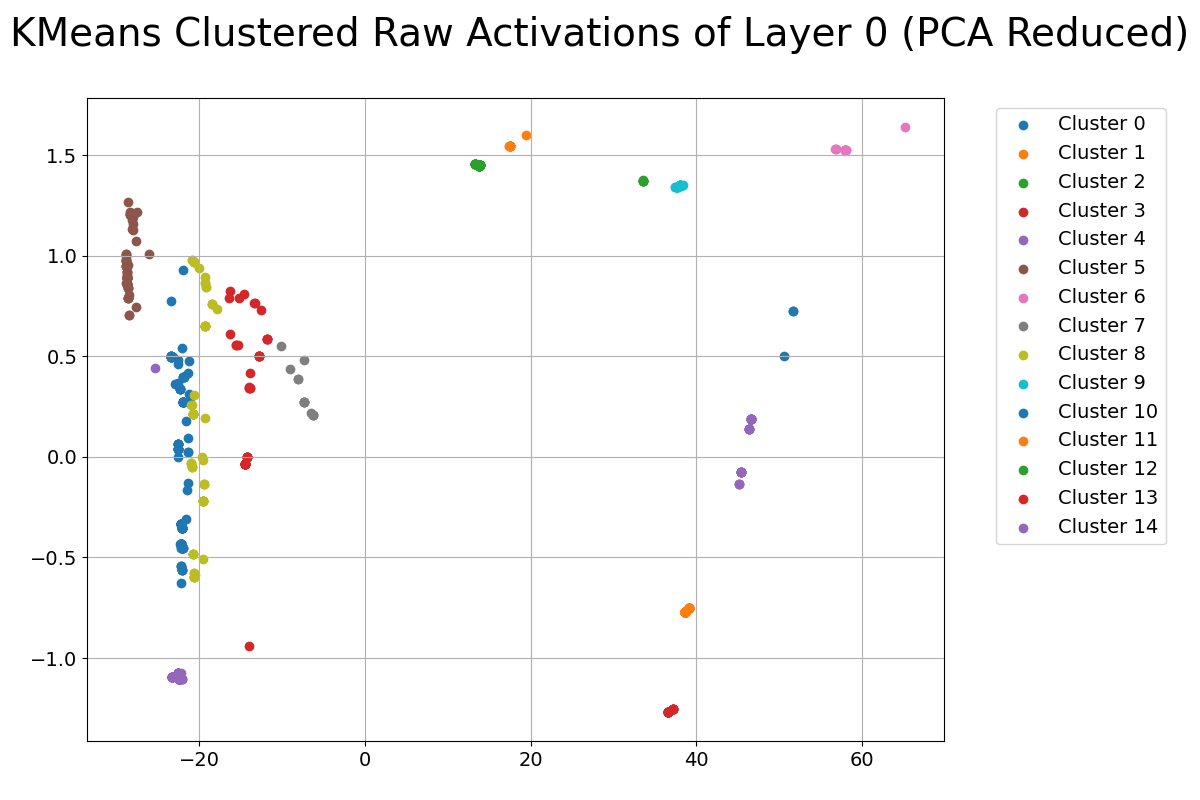 KMeans Clustered Raw Activations of Layer 0 (PCA Reduced)
1.5
1.0
0.5
0.0
−0.5
−1.0
−20
0
20
40
60
Cluster 0
Cluster 1
Cluster 2
Cluster 3
Cluster 4
Cluster 5
Cluster 6
Cluster 7
Cluster 8
Cluster 9
Cluster 10
Cluster 11
Cluster 12
Cluster 13
Cluster 14